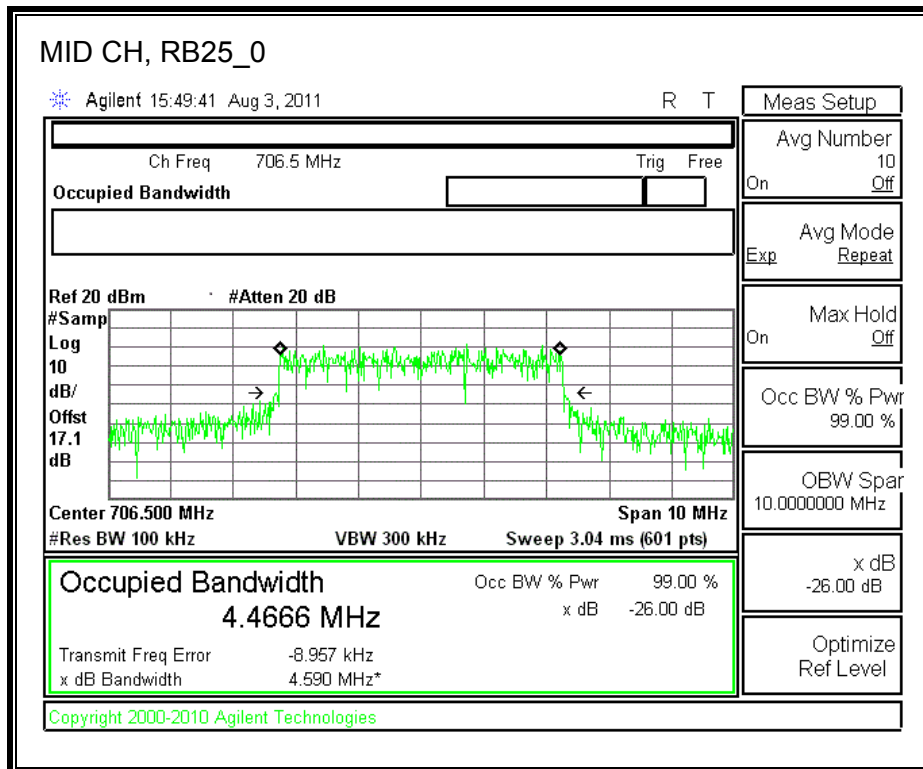 MID CH, RB25_0
Agilent 15:49:41 Aug 3, 2011
R T
Ch Freq 706.5 MHz
Trig Free
Occupied Bandwidth
Ref 20 dBm
#Atten 20 dB
#Samp
Log
10
dB/
Offst
17.1
dB
Center 706.500 MHz
Span 10 MHz
#Res BW 100 kHz
VBW 300 kHz
Sweep 3.04 ms (601 pts)
Occupied Bandwidth
4.4666 MHz
Occ BW % Pwr 99.00 %
x dB -26.00 dB
Transmit Freq Error -8.957 kHz
x dB Bandwidth 4.590 MHz*
Copyright 2000-2010 Agilent Technologies
Meas Setup
Avg Number
10
On Off
Avg Mode
Exp Repeat
Max Hold
On Off
Occ BW % Pwr
99.00 %
OBW Span
10.0000000 MHz
x dB
-26.00 dB
Optimize
Ref Level